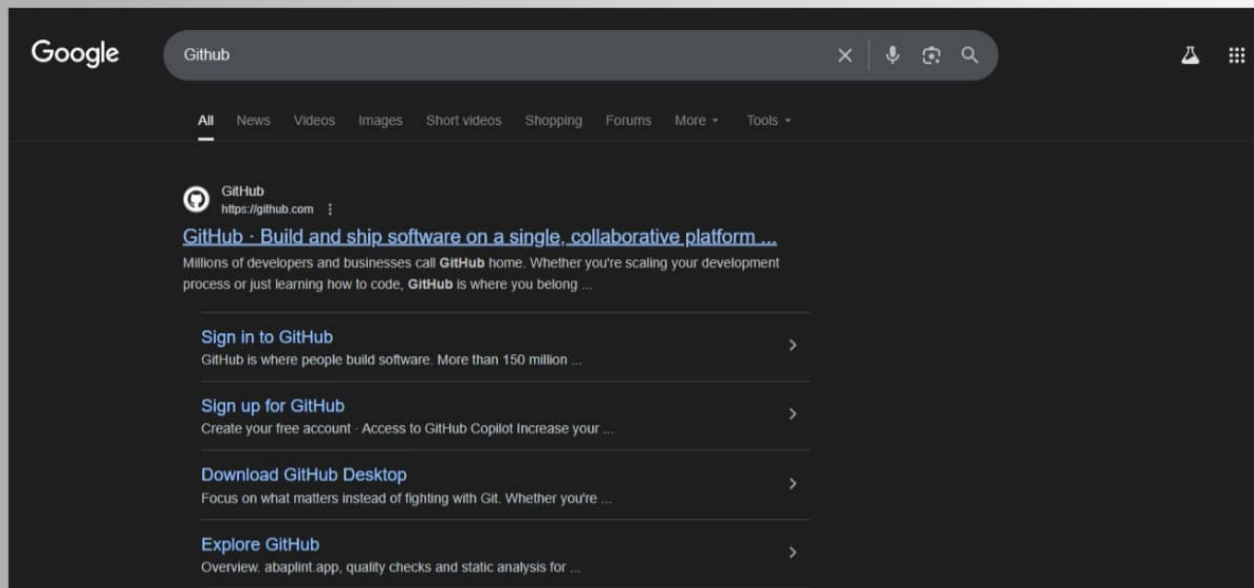 Google
Github
All News Videos Images Short videos Shopping Forums More Tools
GitHub
https://github.com
GitHub · Build and ship software on a single, collaborative platform ...
Millions of developers and businesses call GitHub home. Whether you're scaling your development
process or just learning how to code, GitHub is where you belong ...
Sign in to GitHub
GitHub is where people build software. More than 150 million ...
Sign up for GitHub
Create your free account · Access to GitHub Copilot Increase your ...
Download GitHub Desktop
Focus on what matters instead of fighting with Git. Whether you're ...
Explore GitHub
Overview. abaplint.app, quality checks and static analysis for ...